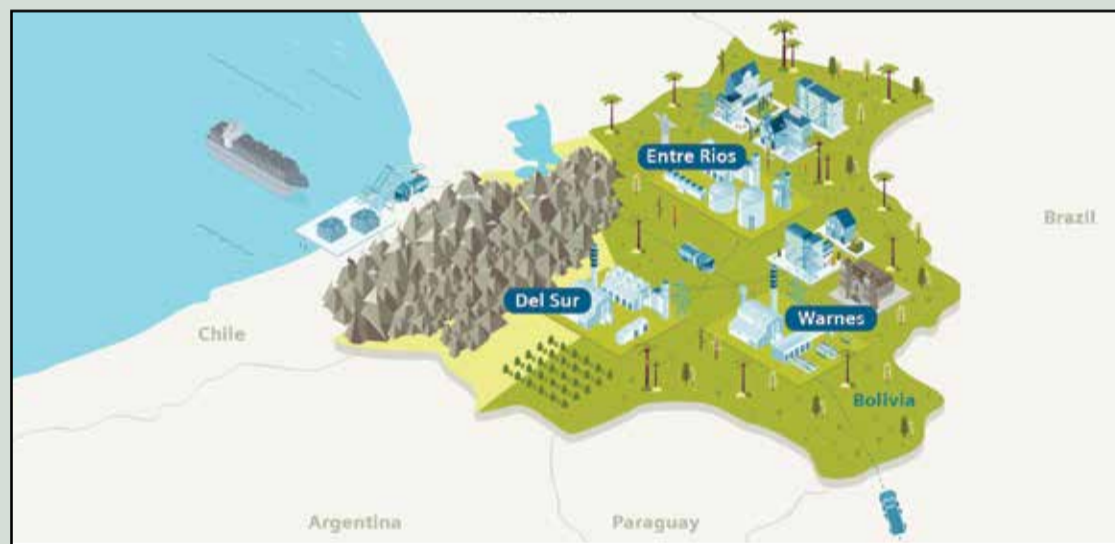 Entre Rios
Brazil
Del Sur
Warnes
Chile
Bolivia
Argentina
Paraguay